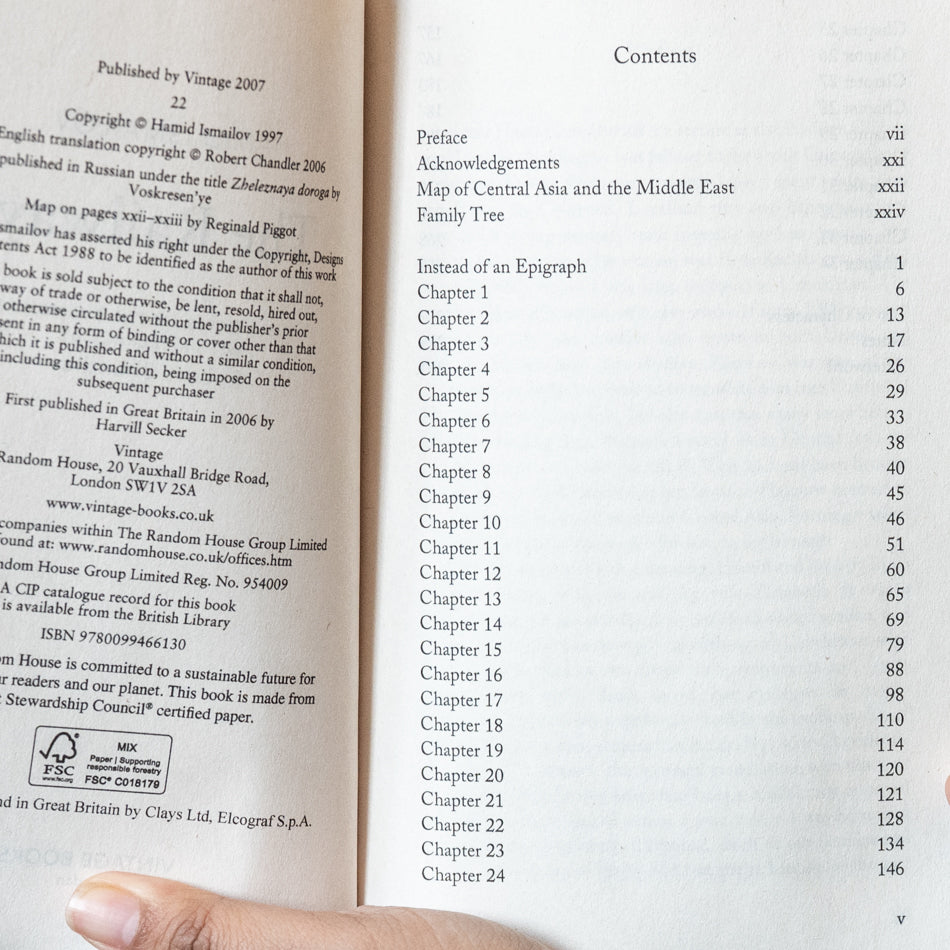 Published by Vintage 2007
22
Copyright © Hamid Ismailov 1997
English translation copyright © Robert Chandler 2006
published in Russian under the title Zheleznaya doroga by
Voskresen'ye
Map on pages xxii–xxiii by Reginald Piggot
smailov has asserted his right under the Copyright, Designs
tents Act 1988 to be identified as the author of this work
book is sold subject to the condition that it shall not,
way of trade or otherwise, be lent, resold, hired out,
otherwise circulated without the publisher's prior
sent in any form of binding or cover other than that
hich it is published and without a similar condition,
including this condition, being imposed on the
subsequent purchaser
First published in Great Britain in 2006 by
Harvill Secker
Vintage
Random House, 20 Vauxhall Bridge Road,
London SW1V 2SA
www.vintage-books.co.uk
companies within The Random House Group Limited
found at: www.randomhouse.co.uk/offices.htm
ndom House Group Limited Reg. No. 954009
A CIP catalogue record for this book
is available from the British Library
ISBN 9780099466130
om House is committed to a sustainable future for
ur readers and our planet. This book is made from
Stewardship Council® certified paper.
FSC
www.fsc.org
MIX
Paper | Supporting
responsible forestry
FSC® C018179
nd in Great Britain by Clays Ltd, Elcograf S.p.A.
Contents
Preface vii
Acknowledgements xxi
Map of Central Asia and the Middle East xxii
Family Tree xxiv
Instead of an Epigraph 1
Chapter 1 6
Chapter 2 13
Chapter 3 17
Chapter 4 26
Chapter 5 29
Chapter 6 33
Chapter 7 38
Chapter 8 40
Chapter 9 45
Chapter 10 46
Chapter 11 51
Chapter 12 60
Chapter 13 65
Chapter 14 69
Chapter 15 79
Chapter 16 88
Chapter 17 98
Chapter 18 110
Chapter 19 114
Chapter 20 120
Chapter 21 121
Chapter 22 128
Chapter 23 134
Chapter 24 146
v